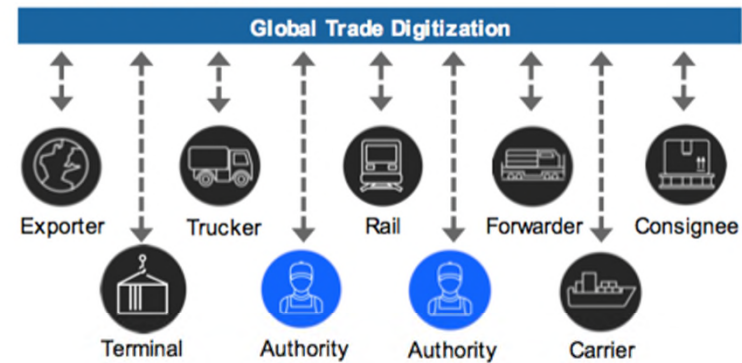 Global Trade Digitization
Exporter
Trucker
Rail
Forwarder
Consignee
Terminal
Authority
Authority
Carrier